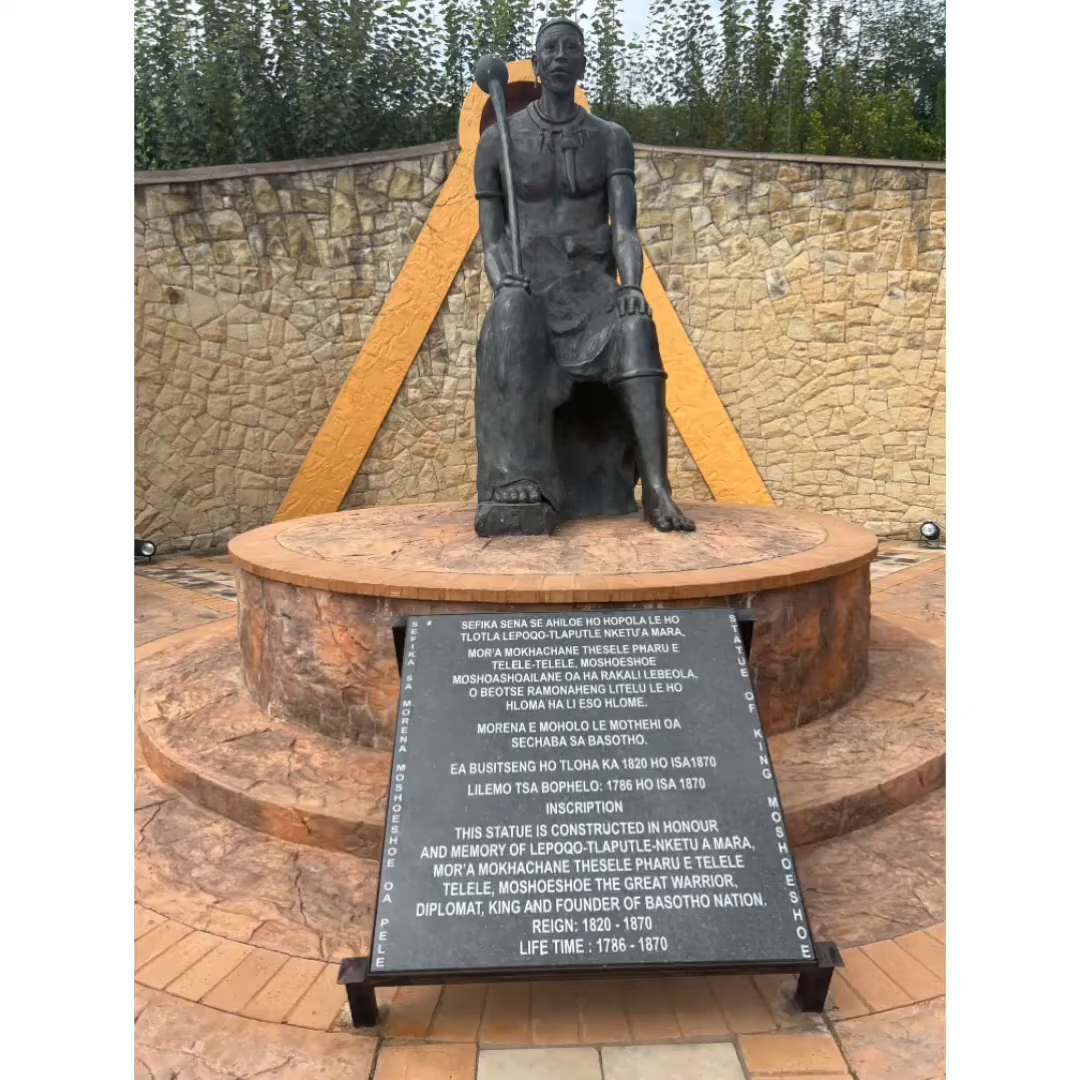 SEFIKA SENA SE AHILOE HO HOPOLA LE HO
TLOTLA LEPOQO-TLAPUTLE NKETU'A MARA,
MOR'A MOKHACHANE THESELE PHARU E
TELELE-TELELE, MOSHOESHOE
MOSHOASHOAILANE OA HA RAKALI LEBEOLA,
O BEOTSE RAMONAHENG LITELU LE HO
HLOMA HA LI ESO HLOME.
MORENA E MOHOLO LE MOTHEHI OA
SECHABA SA BASOTHO.
EA BUSITSENG HO TLOHA KA 1820 HO ISA1870
LILEMO TSA BOPHELO: 1786 HO ISA 1870
INSCRIPTION
THIS STATUE IS CONSTRUCTED IN HONOUR
AND MEMORY OF LEPOQO-TLAPUTLE-NKETU A MARA,
MOR'A MOKHACHANE THESELE PHARU E TELELE
TELELE, MOSHOESHOE THE GREAT WARRIOR,
DIPLOMAT, KING AND FOUNDER OF BASOTHO NATION.
REIGN: 1820 - 1870
LIFE TIME : 1786 - 1870
SEFIKA SA MORENA MOSHOESHOE OA PELE
STATUE OF KING MOSHOESHOE